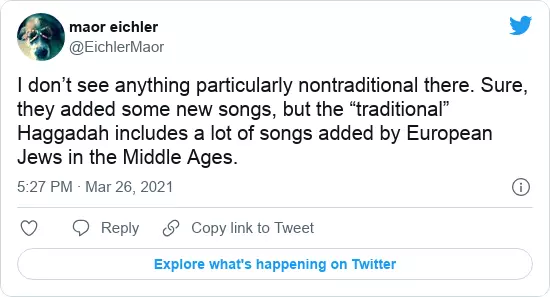 maor eichler
@EichlerMaor
I don’t see anything particularly nontraditional there. Sure,
they added some new songs, but the “traditional”
Haggadah includes a lot of songs added by European
Jews in the Middle Ages.
5:27 PM · Mar 26, 2021
Reply
Copy link to Tweet
Explore what's happening on Twitter